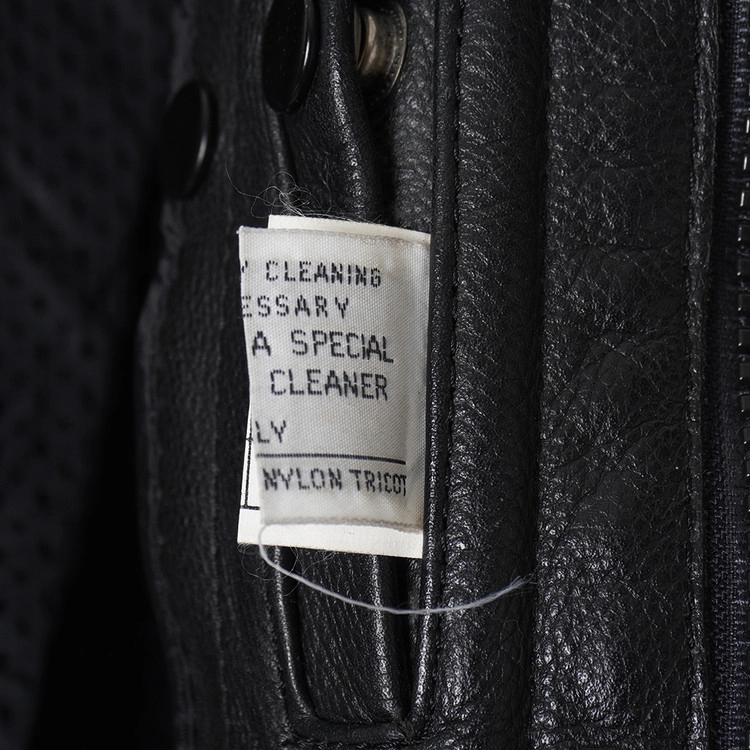 Y CLEANING
ESSARY
A SPECIAL
CLEANER
LY
NYLON TRICOT